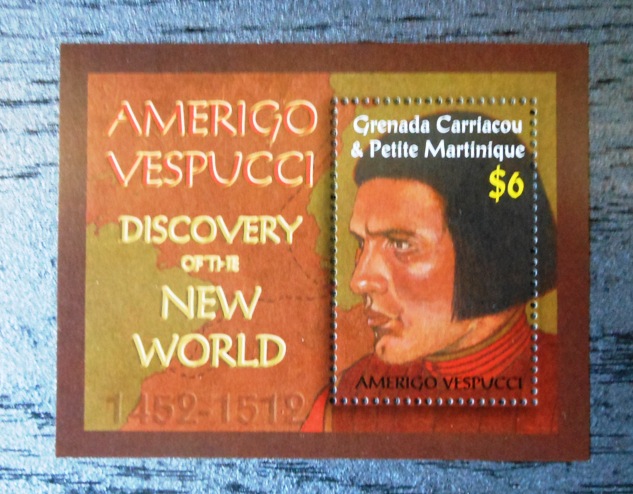 AMERIGO
VESPUCCI
DISCOVERY
OF THE
NEW
WORLD
1452-1512
Grenada Carriacou
& Petite Martinique
$6
AMERIGO VESPUCCI